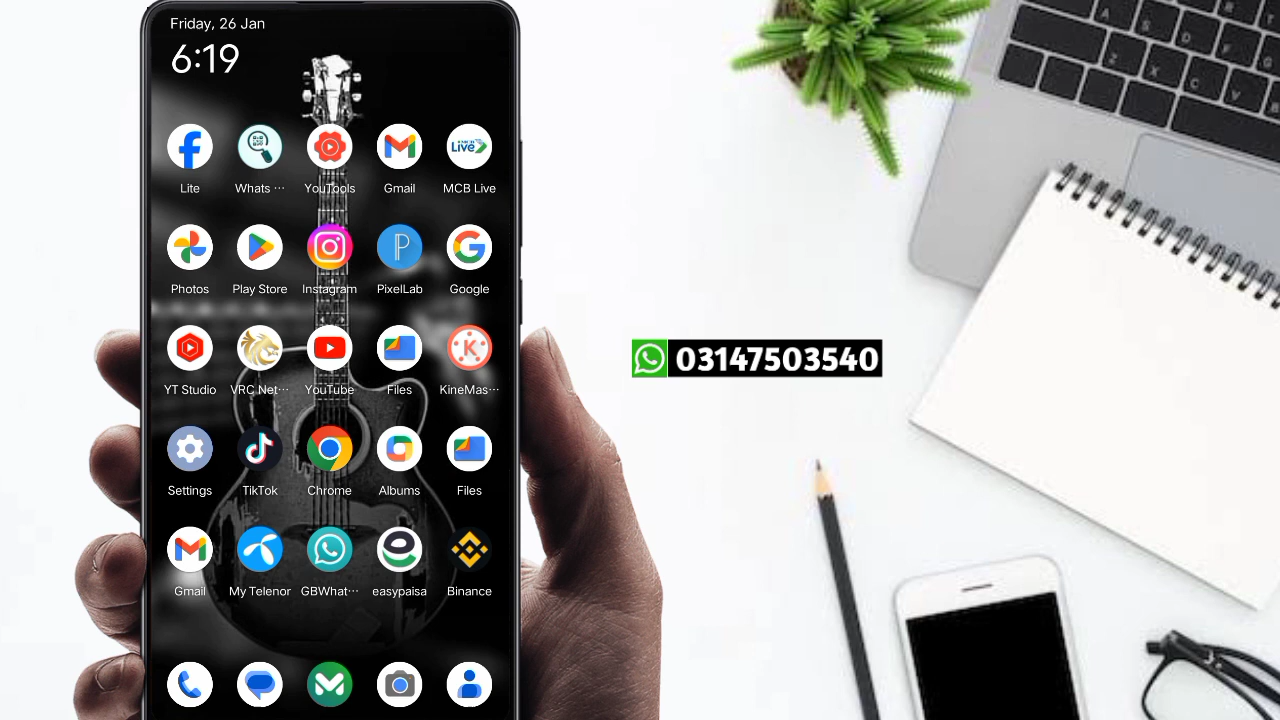 Friday, 26 Jan
6:19
Lite
Whats ···
YouTools
Gmail
MCB Live
Photos
Play Store
Instagram
PixelLab
Google
YT Studio
VRC Net···
YouTube
Files
KineMas···
Settings
TikTok
Chrome
Albums
Files
Gmail
My Telenor
GBWhat···
easypaisa
Binance
03147503540